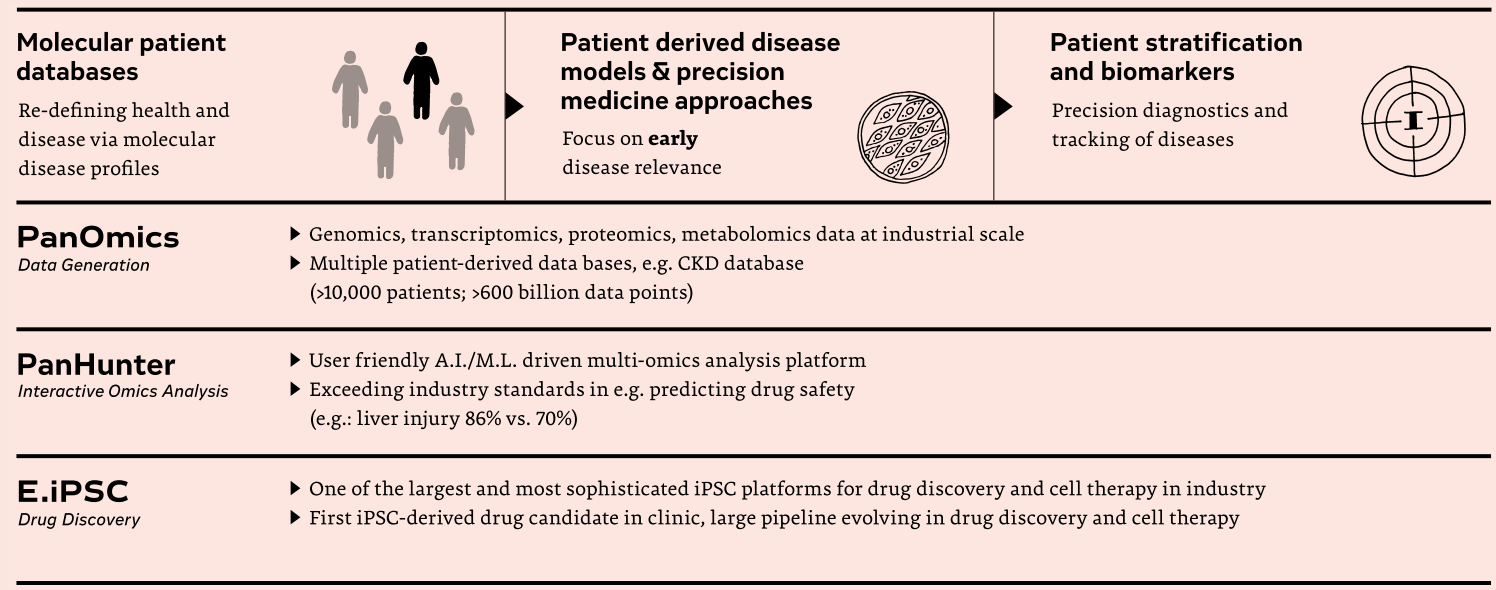 Molecular patient
databases
Re-defining health and
disease via molecular
disease profiles
Patient derived disease
models & precision
medicine approaches
Focus on early
disease relevance
Patient stratification
and biomarkers
Precision diagnostics and
tracking of diseases
I
PanOmics
Data Generation
Genomics, transcriptomics, proteomics, metabolomics data at industrial scale
Multiple patient-derived data bases, e.g. CKD database
(>10,000 patients; >600 billion data points)
PanHunter
Interactive Omics Analysis
User friendly A.I./M.L. driven multi-omics analysis platform
Exceeding industry standards in e.g. predicting drug safety
(e.g.: liver injury 86% vs. 70%)
E.iPSC
Drug Discovery
One of the largest and most sophisticated iPSC platforms for drug discovery and cell therapy in industry
First iPSC-derived drug candidate in clinic, large pipeline evolving in drug discovery and cell therapy